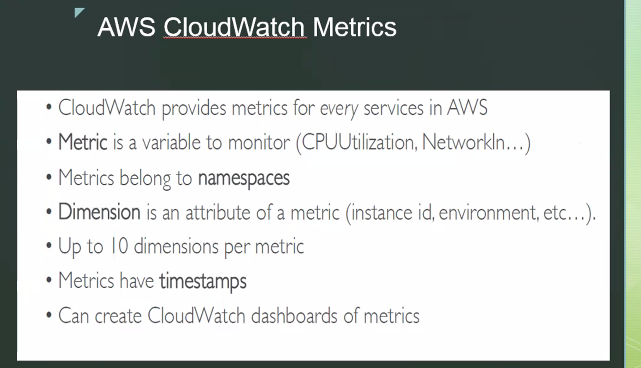 AWS CloudWatch Metrics
• CloudWatch provides metrics for every services in AWS
• Metric is a variable to monitor (CPUUtilization, NetworkIn…)
• Metrics belong to namespaces
• Dimension is an attribute of a metric (instance id, environment, etc…).
• Up to 10 dimensions per metric
• Metrics have timestamps
• Can create CloudWatch dashboards of metrics